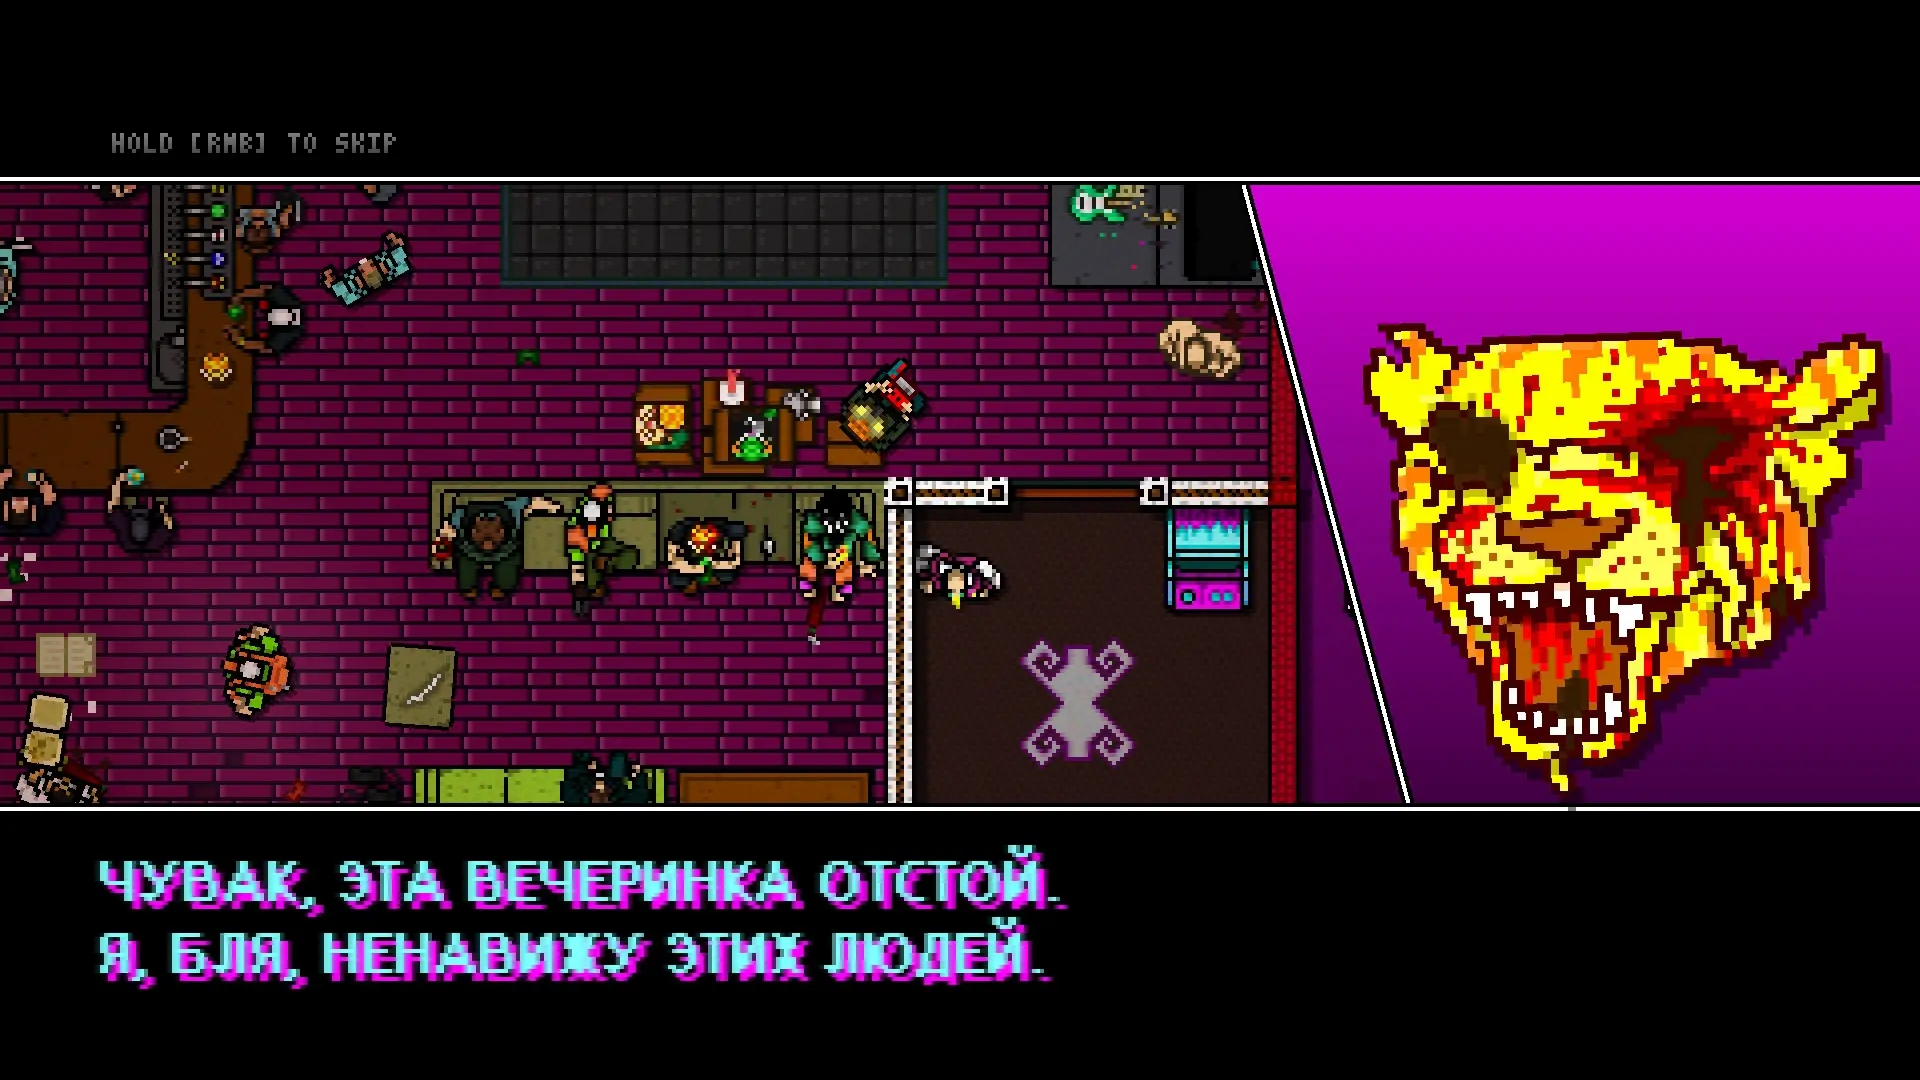 HOLD [RMB] TO SKIP
ЧУВАК, ЭТА ВЕЧЕРИНКА ОТСТОЙ.
Я, БЛЯ, НЕНАВИЖУ ЭТИХ ЛЮДЕЙ.